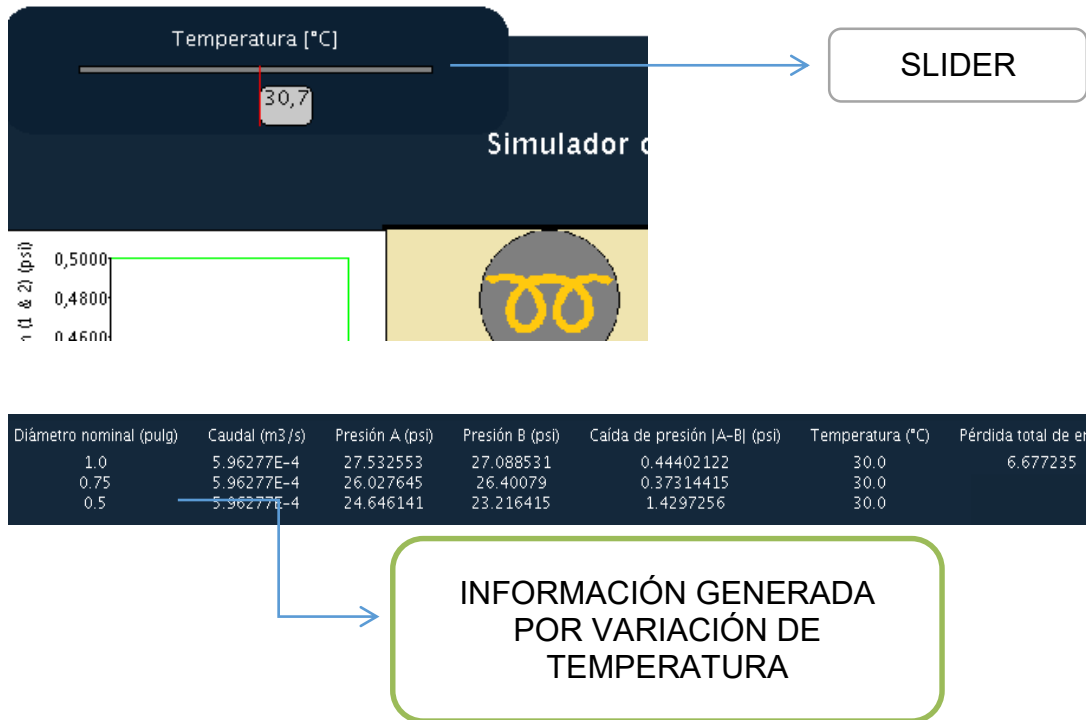 Temperatura [°C]
30,7
SLIDER
Simulador
(1 & 2) (psi)
0,5000
0,4800
0,4600
Diámetro nominal (pulg) Caudal (m3/s) Presión A (psi) Presión B (psi) Caída de presión |A-B| (psi) Temperatura (°C) Pérdida total de
1.0 5.96277E-4 27.532553 27.088531 0.44402122 30.0 6.677235
0.75 5.96277E-4 26.027645 26.40079 0.37314415 30.0
0.5 5.96277E-4 24.646141 23.216415 1.4297256 30.0
INFORMACIÓN GENERADA
POR VARIACIÓN DE
TEMPERATURA